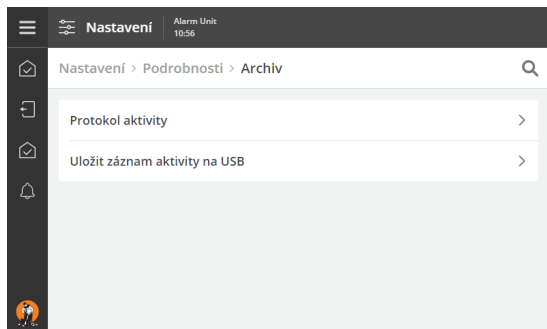 Nastavení
Alarm Unit
10:56
Nastavení > Podrobnosti > Archiv
Protokol aktivity
Uložit záznam aktivity na USB